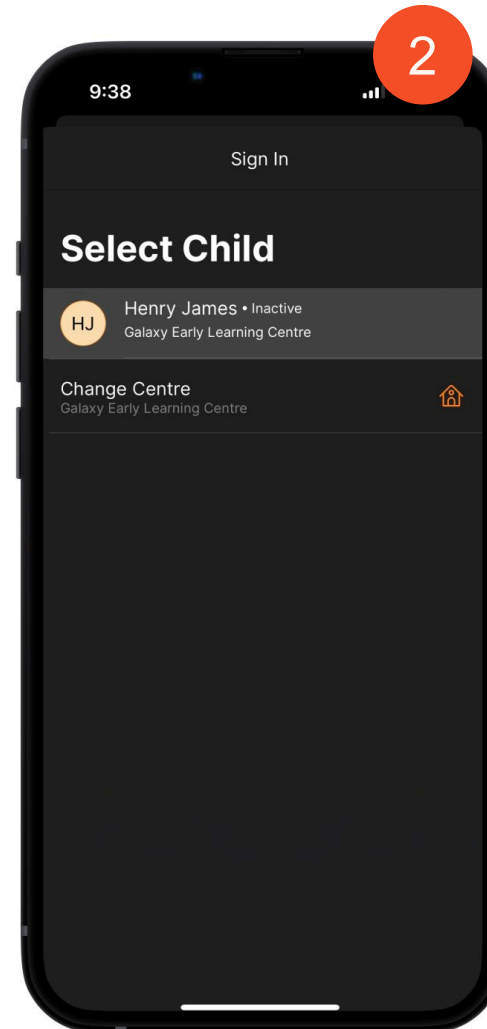 2
9:38
Sign In
Select Child
HJ
Henry James • Inactive
Galaxy Early Learning Centre
Change Centre
Galaxy Early Learning Centre